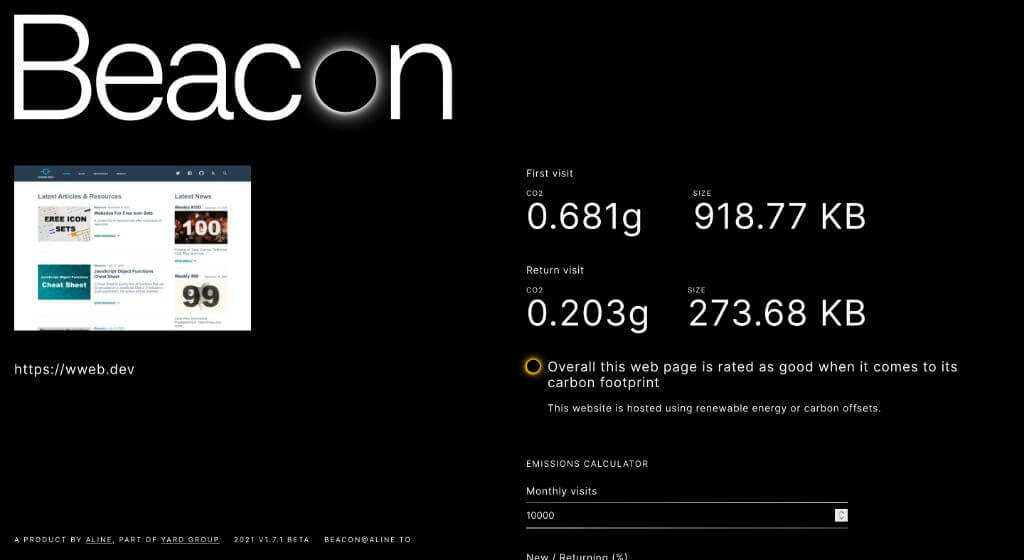 Beacon
Latest Articles & Resources
Latest News
FREE ICON
SETS
Websites For Free Icon Sets
Weekly #100
100
JavaScript Object Functions
Cheat Sheet
JavaScript Object Functions
Cheat Sheet
Weekly #99
99
https://wweb.dev
First visit
CO2 SIZE
0.681g 918.77 KB
Return visit
CO2 SIZE
0.203g 273.68 KB
Overall this web page is rated as good when it comes to its
carbon footprint
This website is hosted using renewable energy or carbon offsets.
EMISSIONS CALCULATOR
Monthly visits
10000
New / Returning (%)
A PRODUCT BY ALINE, PART OF YARD GROUP 2021 V1.7.1 BETA BEACON@ALINE.TO